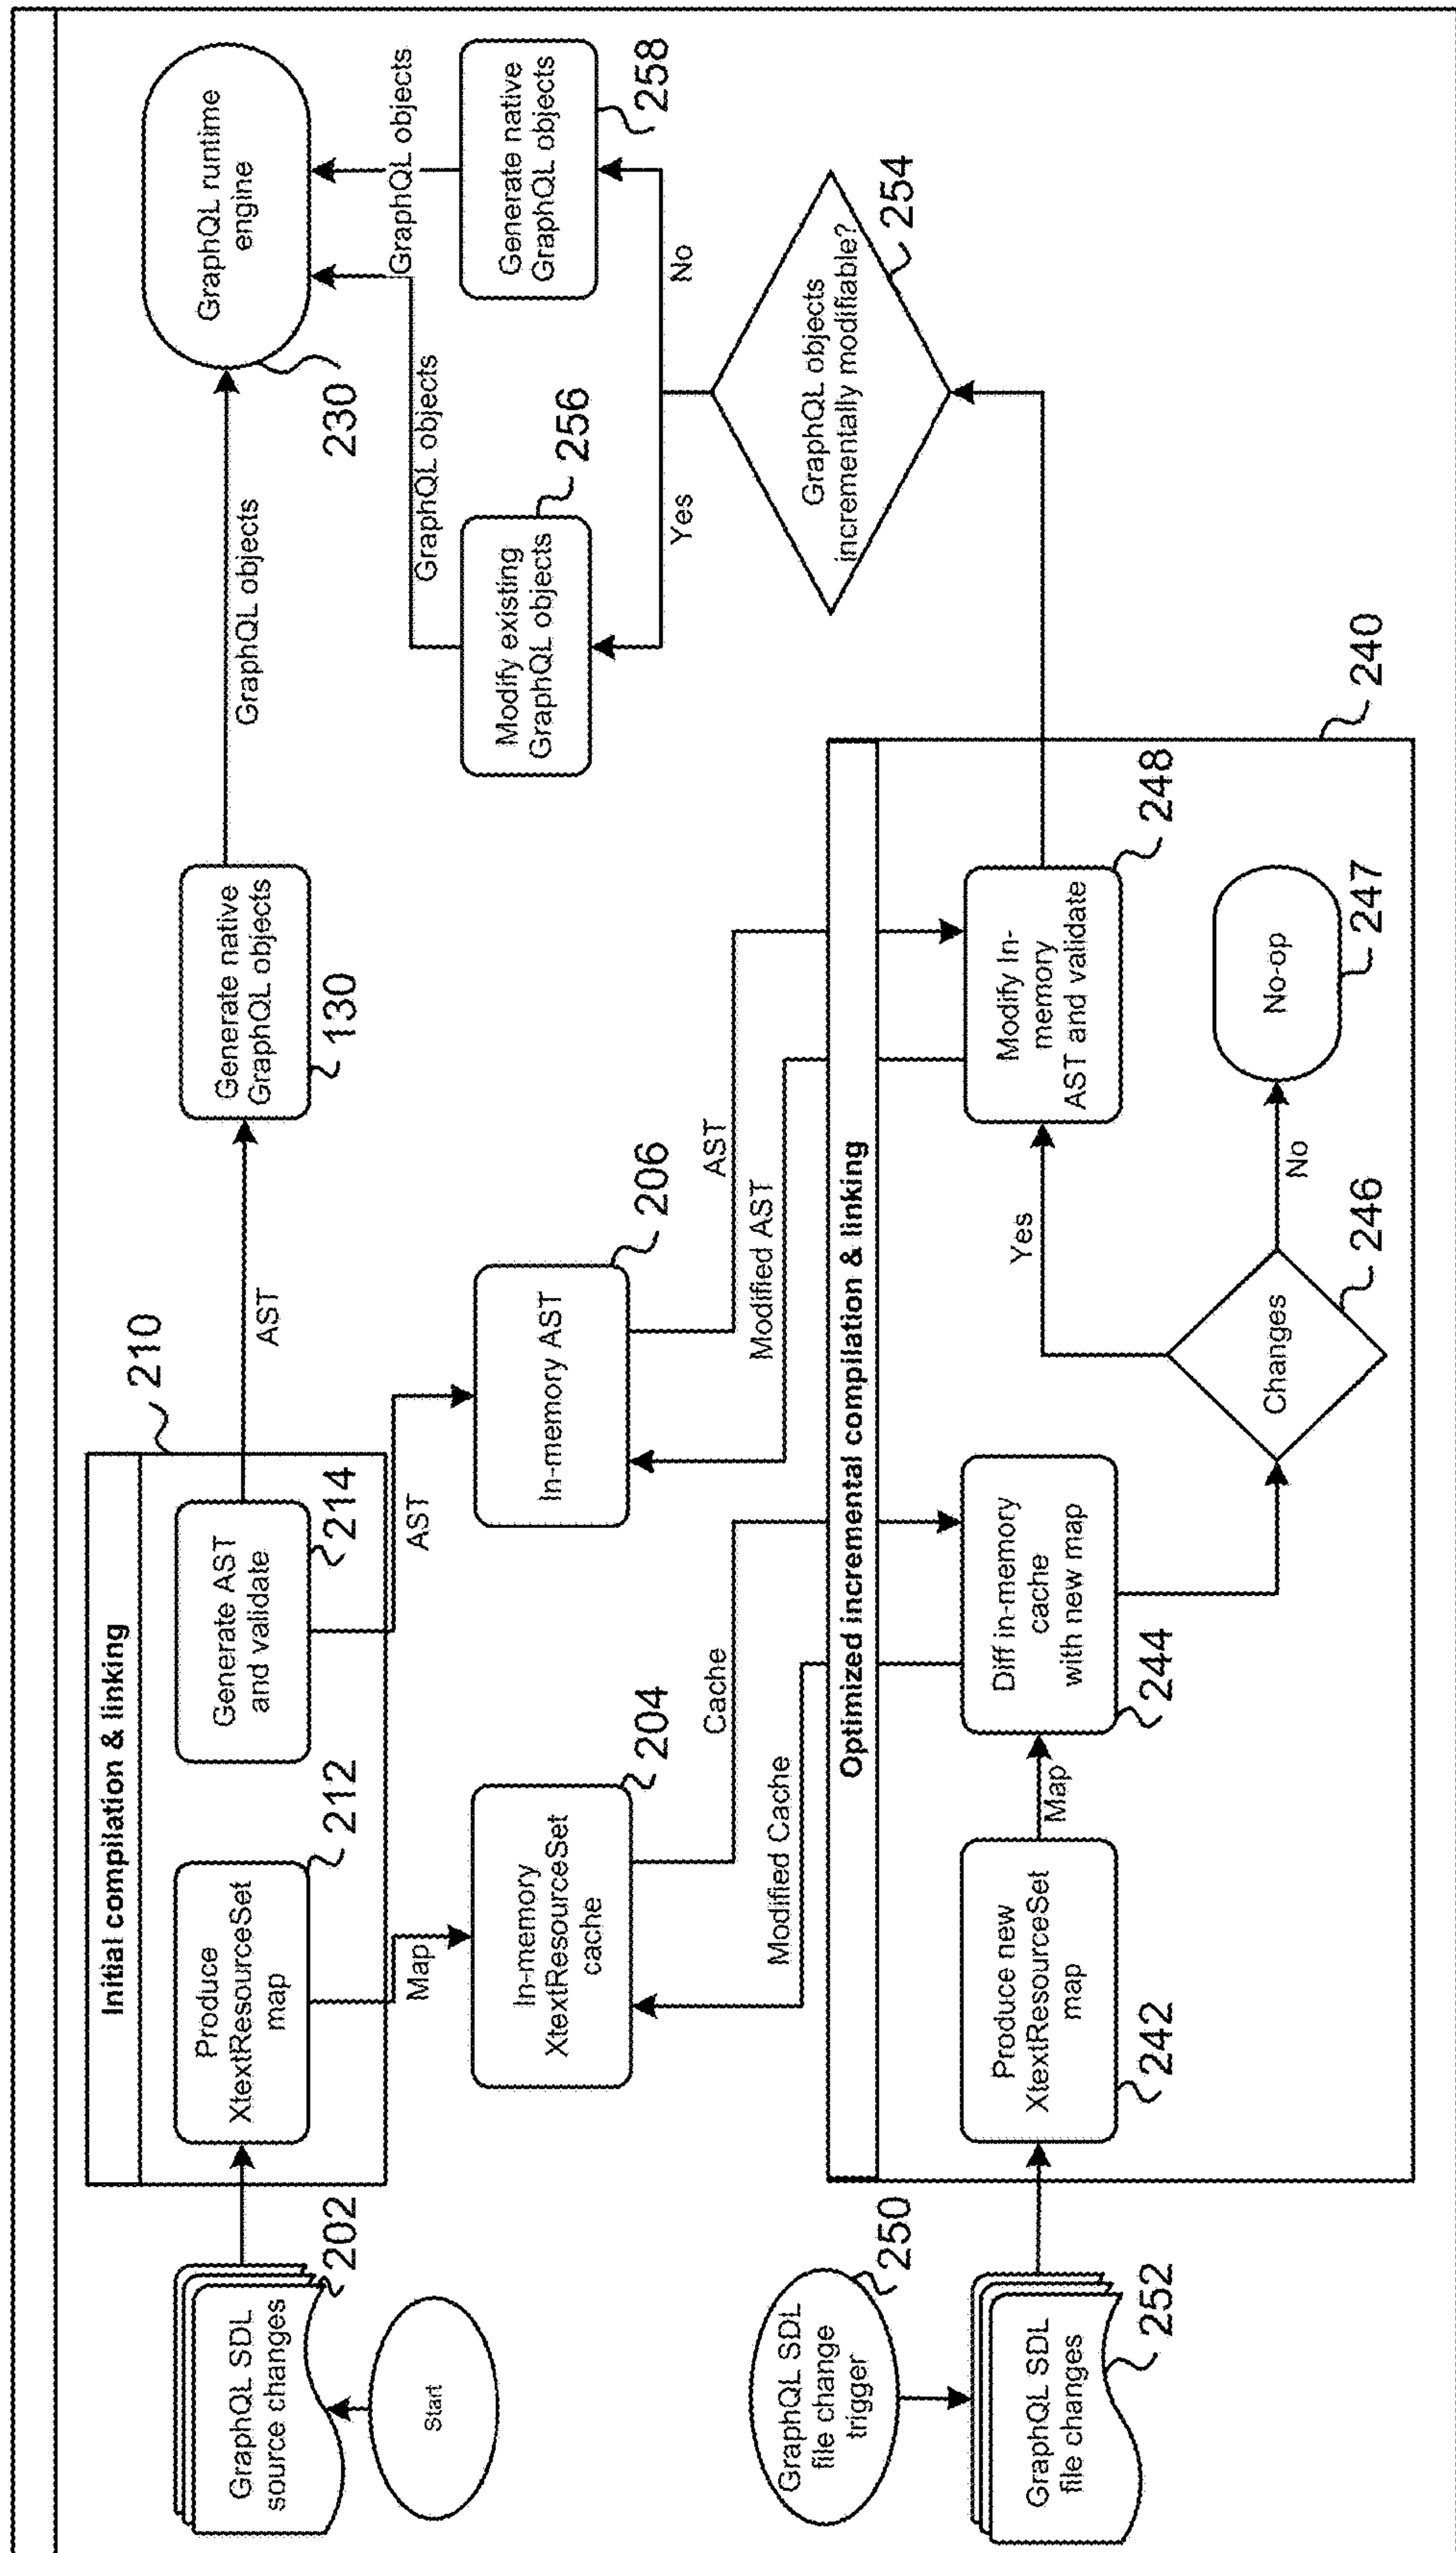 Initial compilation & linking
210
GraphQL SDL
source changes
202
Start
Produce
XtextResourceSet
map
212
Generate AST
and validate
214
AST
Generate native
GraphQL objects
130
GraphQL objects
GraphQL runtime
engine
230
Map
AST
In-memory
XtextResourceSet
cache
204
In-memory AST
206
Cache
Modified Cache
AST
Modified AST
Modify existing
GraphQL objects
256
GraphQL objects
Generate native
GraphQL objects
258
GraphQL objects
Yes
No
GraphQL objects
incrementally modifiable?
254
GraphQL SDL
file change
trigger
250
GraphQL SDL
file changes
252
Optimized incremental compilation & linking
240
Produce new
XtextResourceSet
map
242
Map
Diff in-memory
cache
with new map
244
Changes
246
Yes
No
Modify In-
memory
AST and validate
248
No-op
247